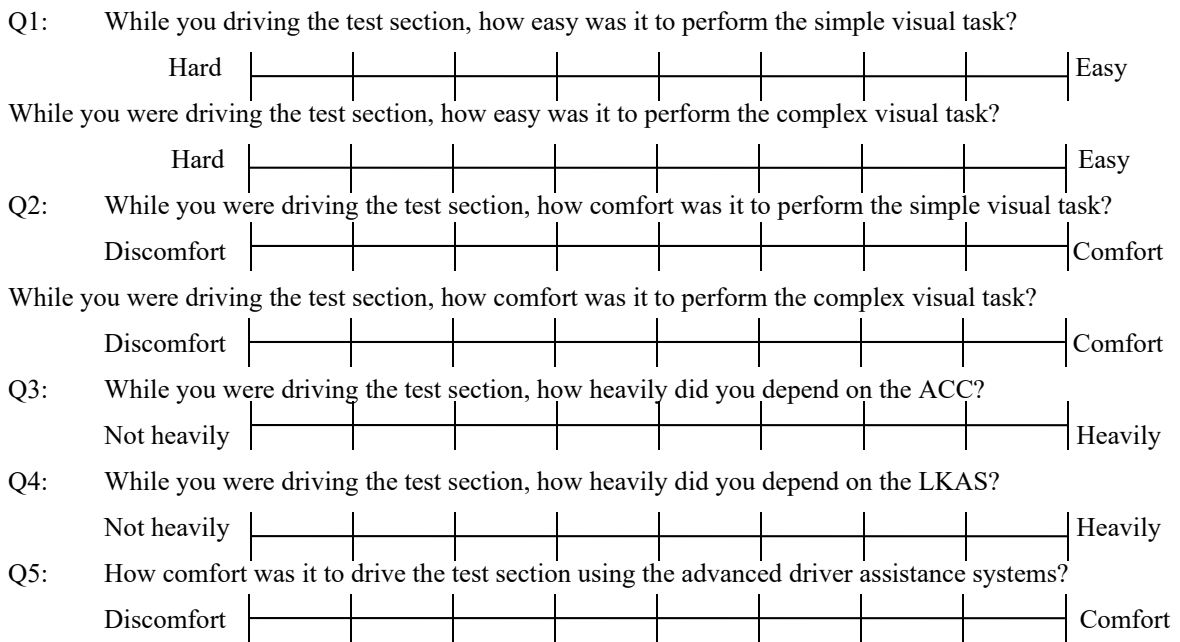 Q1: While you driving the test section, how easy was it to perform the simple visual task?
Hard Easy
While you were driving the test section, how easy was it to perform the complex visual task?
Hard Easy
Q2: While you were driving the test section, how comfort was it to perform the simple visual task?
Discomfort Comfort
While you were driving the test section, how comfort was it to perform the complex visual task?
Discomfort Comfort
Q3: While you were driving the test section, how heavily did you depend on the ACC?
Not heavily Heavily
Q4: While you were driving the test section, how heavily did you depend on the LKAS?
Not heavily Heavily
Q5: How comfort was it to drive the test section using the advanced driver assistance systems?
Discomfort Comfort